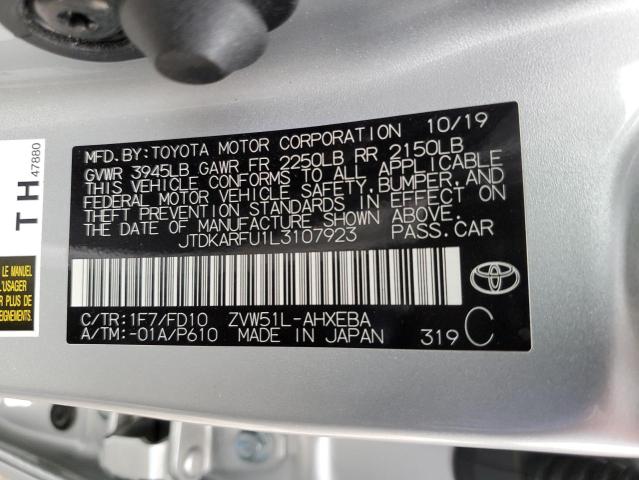 MFD.BY:TOYOTA MOTOR CORPORATION 10/19
GVWR 3945LB GAWR FR 2250LB RR 2150LB
THIS VEHICLE CONFORMS TO ALL APPLICABLE
FEDERAL MOTOR VEHICLE SAFETY, BUMPER, AND
THEFT PREVENTION STANDARDS IN EFFECT ON
THE DATE OF MANUFACTURE SHOWN ABOVE.
JTDKARFU1L3107923 PASS.CAR
C/TR:1F7/FD10 ZVW51L-AHXEBA
A/TM:-01A/P610 MADE IN JAPAN 319 C
TH
47880
LE MANUEL
L'USAGER